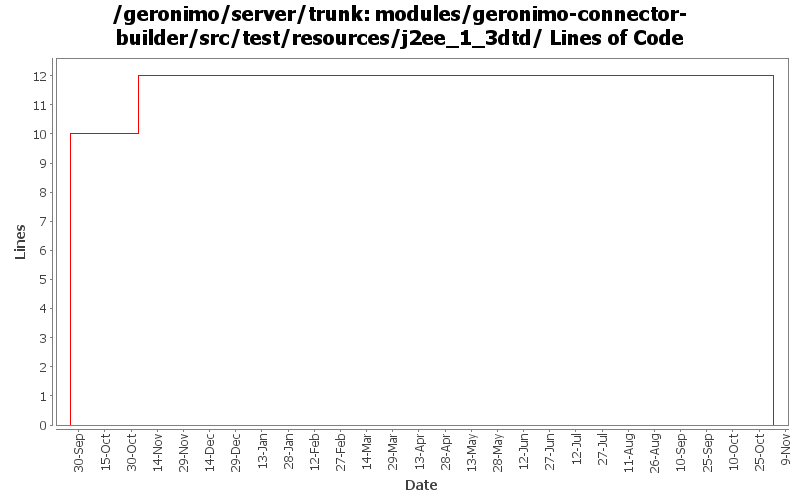 /geronimo/server/trunk: modules/geronimo-connector-
builder/src/test/resources/j2ee_1_3dtd/ Lines of Code
12
11
10
9
8
7
6
5
4
3
2
1
0
Lines
30-Sep
15-Oct
30-Oct
14-Nov
29-Nov
14-Dec
29-Dec
13-Jan
28-Jan
12-Feb
27-Feb
14-Mar
29-Mar
13-Apr
28-Apr
13-May
28-May
12-Jun
27-Jun
12-Jul
27-Jul
11-Aug
26-Aug
10-Sep
25-Sep
10-Oct
25-Oct
9-Nov
Date